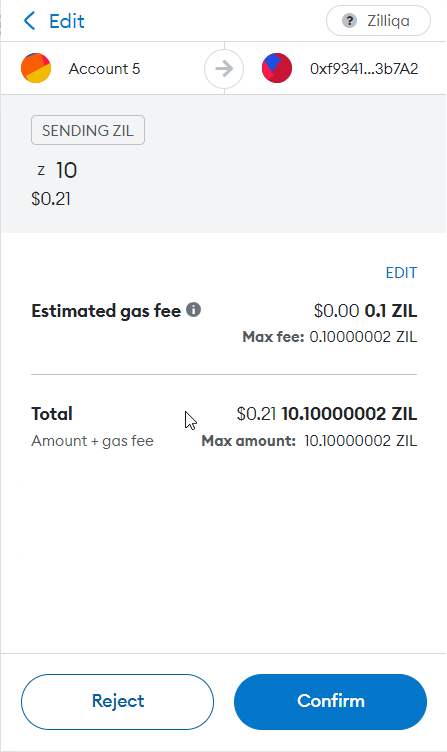 Edit
? Zilliqa
Account 5
0xf9341...3b7A2
SENDING ZIL
Z 10
$0.21
EDIT
Estimated gas fee i $0.00 0.1 ZIL
Max fee: 0.10000002 ZIL
Total $0.21 10.10000002 ZIL
Amount + gas fee Max amount: 10.10000002 ZIL
Reject
Confirm